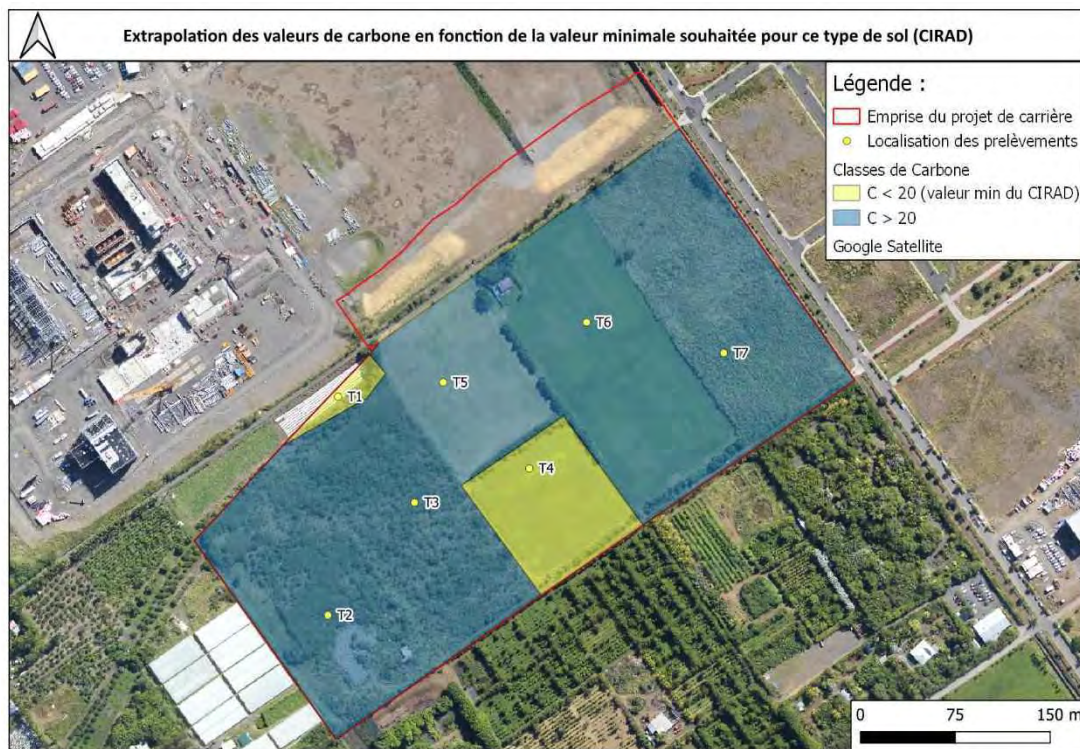 Extrapolation des valeurs de carbone en fonction de la valeur minimale souhaitée pour ce type de sol (CIRAD)
Légende :
Emprise du projet de carrière
Localisation des prelèvements
Classes de Carbone
C < 20 (valeur min du CIRAD)
C > 20
Google Satellite
T6
T7
T5
T1
T4
T3
T2
0 75 150 m